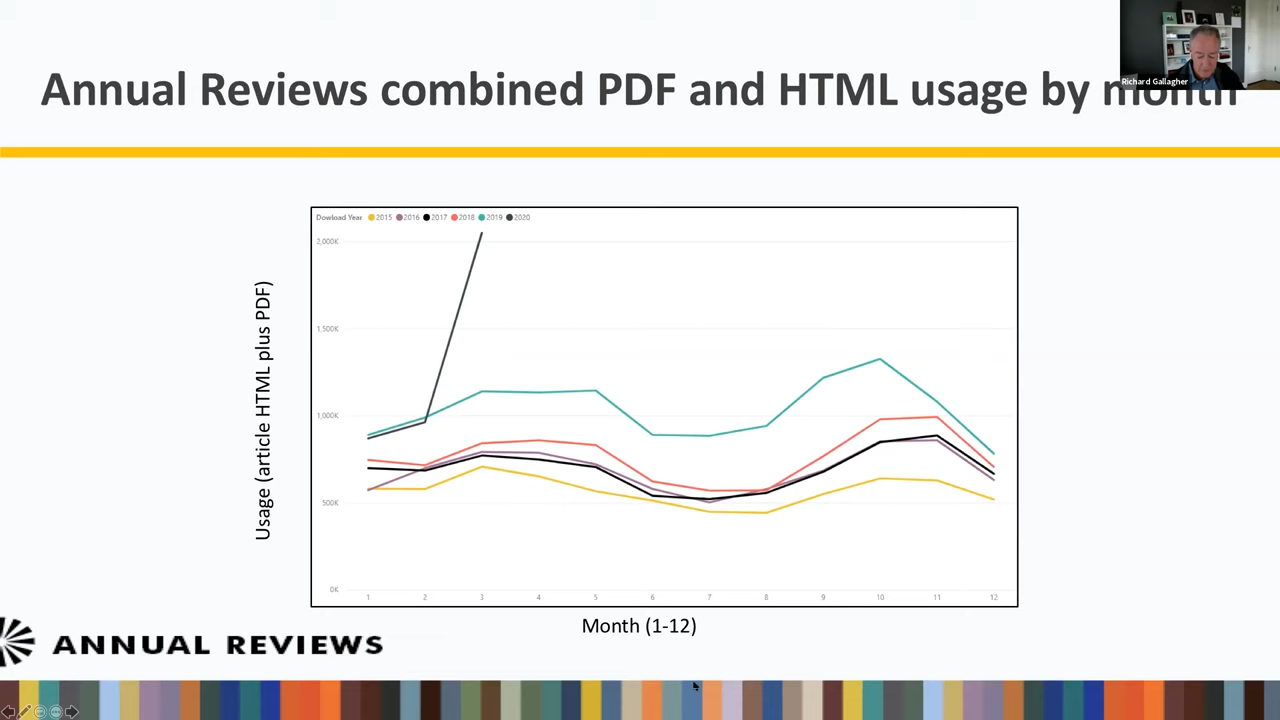 Annual Reviews combined PDF and HTML usage by month
Richard Gallagher
Dowload Year 2015 2016 2017 2018 2019 2020
2,000K
1,500K
1,000K
500K
0K
1 2 3 4 5 6 7 8 9 10 11 12
Usage (article HTML plus PDF)
Month (1-12)
ANNUAL REVIEWS